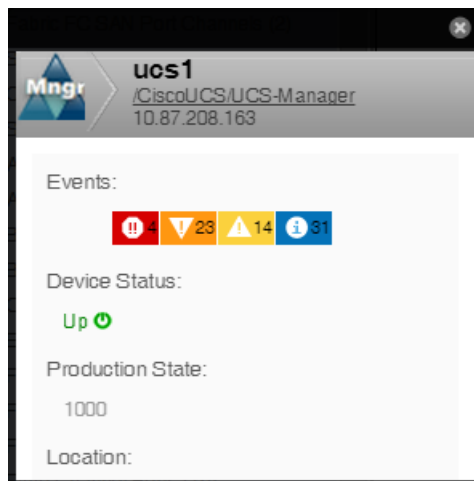 Mngr
ucs1
/CiscoUCS/UCS-Manager
10.87.208.163
Events:
4 23 14 31
Device Status:
Up
Production State:
1000
Location: